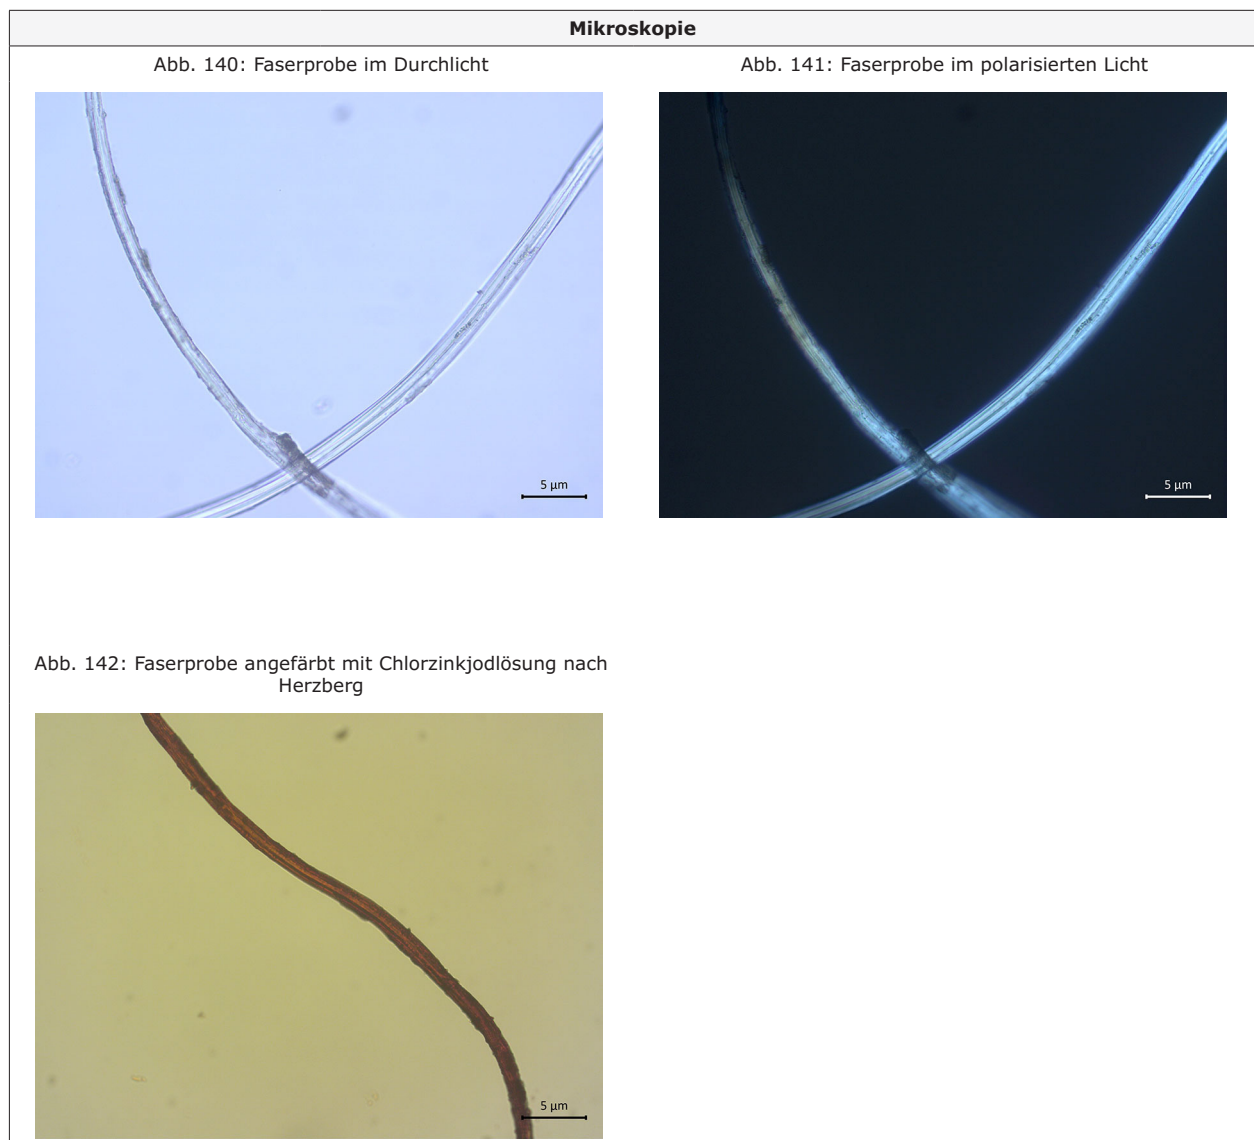 Mikroskopie
Abb. 140: Faserprobe im Durchlicht
Abb. 141: Faserprobe im polarisierten Licht
5 µm
5 µm
Abb. 142: Faserprobe angefärbt mit Chlorzinkjodlösung nach
Herzberg
5 µm